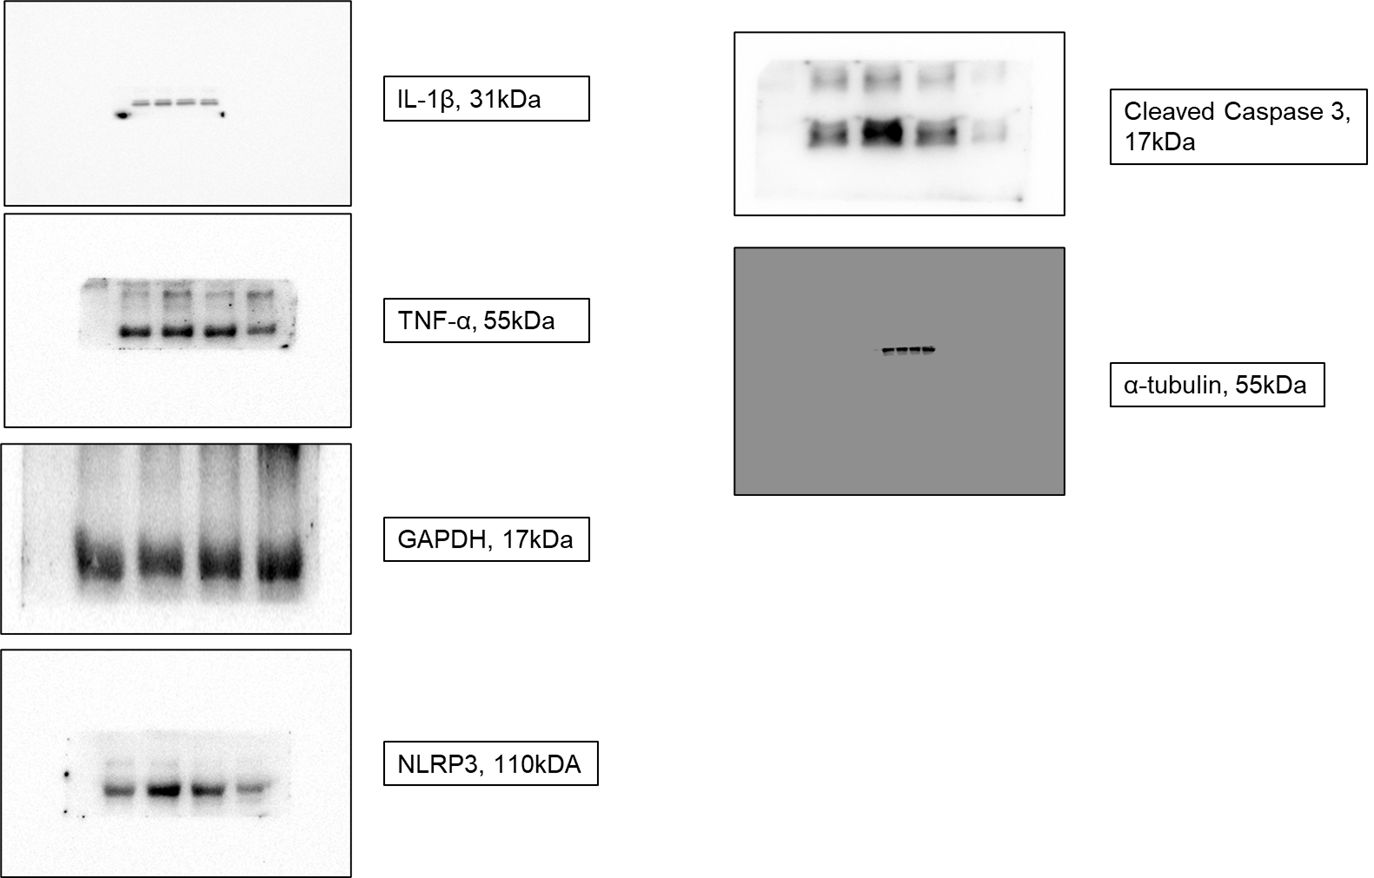 IL-1β, 31kDa
TNF-α, 55kDa
GAPDH, 17kDa
NLRP3, 110kDA
Cleaved Caspase 3,
17kDa
α-tubulin, 55kDa